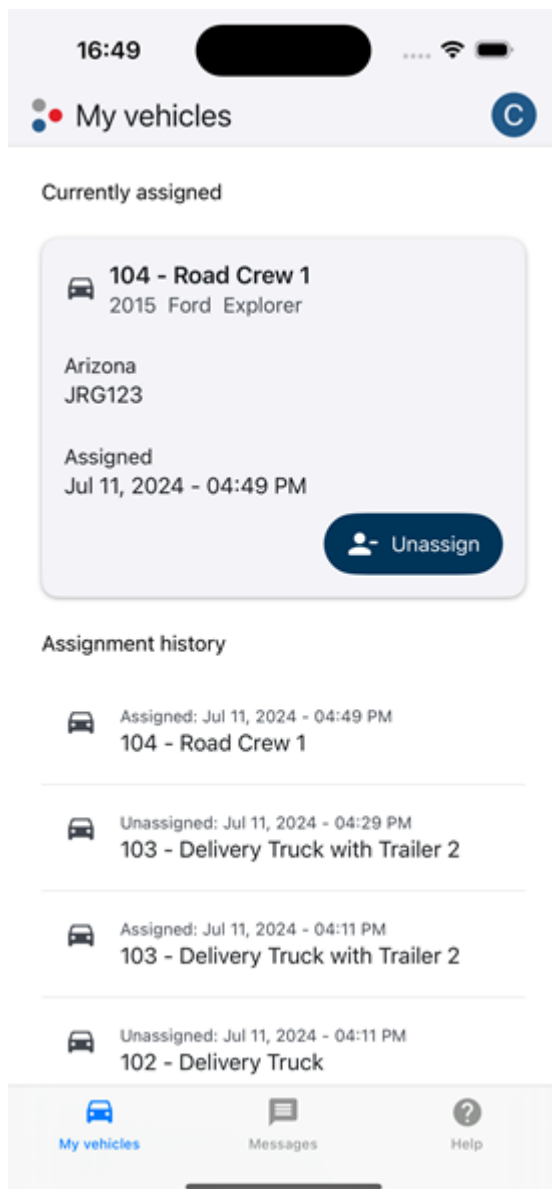 16:49
My vehicles
C
Currently assigned
104 - Road Crew 1
2015 Ford Explorer
Arizona
JRG123
Assigned
Jul 11, 2024 - 04:49 PM
Unassign
Assignment history
Assigned: Jul 11, 2024 - 04:49 PM
104 - Road Crew 1
Unassigned: Jul 11, 2024 - 04:29 PM
103 - Delivery Truck with Trailer 2
Assigned: Jul 11, 2024 - 04:11 PM
103 - Delivery Truck with Trailer 2
Unassigned: Jul 11, 2024 - 04:11 PM
102 - Delivery Truck
My vehicles
Messages
Help